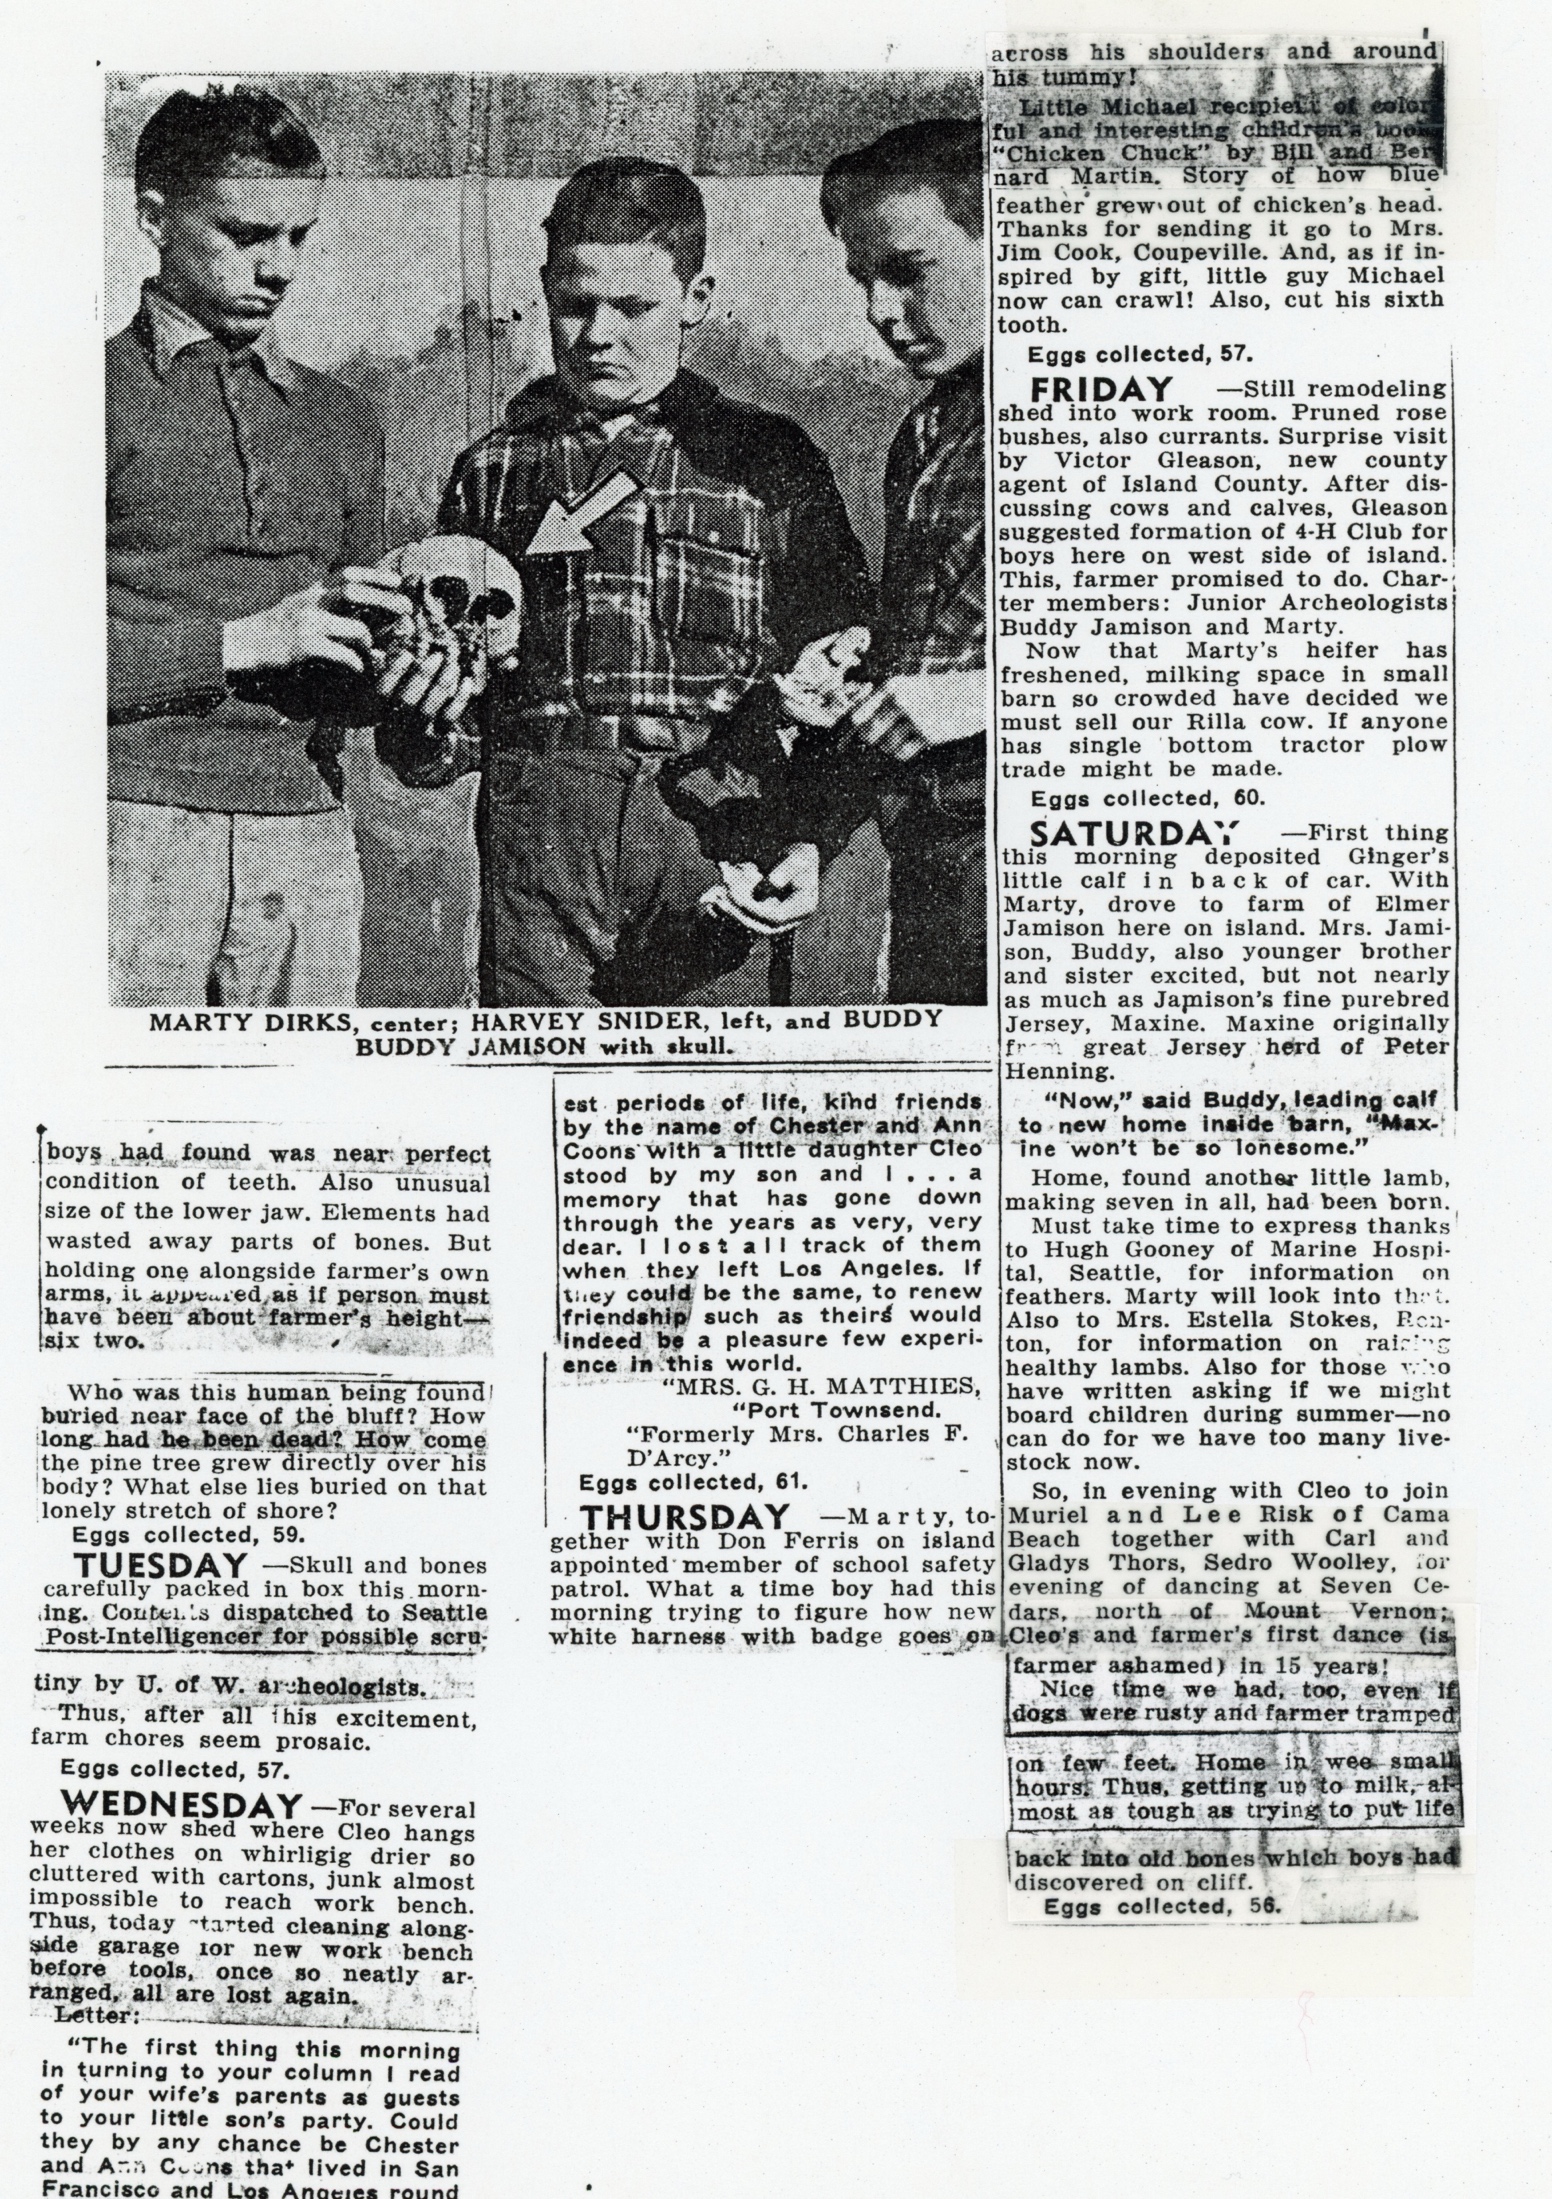 MARTY DIRKS, center; HARVEY SNIDER, left, and BUDDY
BUDDY JAMISON with skull.
boys had found was near perfect
condition of teeth. Also unusual
size of the lower jaw. Elements had
wasted away parts of bones. But
holding one alongside farmer's own
arms, it appeared as if person must
have been about farmer's height—
six two.
Who was this human being found
buried near face of the bluff? How
long had he been dead? How come
the pine tree grew directly over his
body? What else lies buried on that
lonely stretch of shore?
Eggs collected, 59.
TUESDAY —Skull and bones
carefully packed in box this morn-
ing. Contents dispatched to Seattle
Post-Intelligencer for possible scru-
tiny by U. of W. archeologists.
Thus, after all this excitement,
farm chores seem prosaic.
Eggs collected, 57.
WEDNESDAY —For several
weeks now shed where Cleo hangs
her clothes on whirligig drier so
cluttered with cartons, junk almost
impossible to reach work bench.
Thus, today started cleaning along-
side garage for new work bench
before tools, once so neatly ar-
ranged, all are lost again.
Letter:
"The first thing this morning
in turning to your column I read
of your wife's parents as guests
to your little son's party. Could
they by any chance be Chester
and Ann Coons that lived in San
Francisco and Los Angeles round
est periods of life, kind friends
by the name of Chester and Ann
Coons with a little daughter Cleo
stood by my son and I . . . a
memory that has gone down
through the years as very, very
dear. I lost all track of them
when they left Los Angeles. If
they could be the same, to renew
friendship such as theirs would
indeed be a pleasure few experi-
ence in this world.
"MRS. G. H. MATTHIES,
"Port Townsend.
"Formerly Mrs. Charles F.
D'Arcy."
Eggs collected, 61.
THURSDAY —Marty, to-
gether with Don Ferris on island
appointed member of school safety
patrol. What a time boy had this
morning trying to figure how new
white harness with badge goes on
across his shoulders and around
his tummy!
Little Michael recipient of color-
ful and interesting children's book
"Chicken Chuck" by Bill and Ber
nard Martin. Story of how blue
feather grew out of chicken's head.
Thanks for sending it go to Mrs.
Jim Cook, Coupeville. And, as if in-
spired by gift, little guy Michael
now can crawl! Also, cut his sixth
tooth.
Eggs collected, 57.
FRIDAY —Still remodeling
shed into work room. Pruned rose
bushes, also currants. Surprise visit
by Victor Gleason, new county
agent of Island County. After dis-
cussing cows and calves, Gleason
suggested formation of 4-H Club for
boys here on west side of island.
This, farmer promised to do. Char-
ter members: Junior Archeologists
Buddy Jamison and Marty.
Now that Marty's heifer has
freshened, milking space in small
barn so crowded have decided we
must sell our Rilla cow. If anyone
has single bottom tractor plow
trade might be made.
Eggs collected, 60.
SATURDAY —First thing
this morning deposited Ginger's
little calf in back of car. With
Marty, drove to farm of Elmer
Jamison here on island. Mrs. Jami-
son, Buddy, also younger brother
and sister excited, but not nearly
as much as Jamison's fine purebred
Jersey, Maxine. Maxine originally
from great Jersey herd of Peter
Henning.
"Now," said Buddy, leading calf
to new home inside barn, "Max-
ine won't be so lonesome."
Home, found another little lamb,
making seven in all, had been born.
Must take time to express thanks
to Hugh Gooney of Marine Hospi-
tal, Seattle, for information on
feathers. Marty will look into that.
Also to Mrs. Estella Stokes, Ren-
ton, for information on raising
healthy lambs. Also for those who
have written asking if we might
board children during summer—no
can do for we have too many live-
stock now.
So, in evening with Cleo to join
Muriel and Lee Risk of Cama
Beach together with Carl and
Gladys Thors, Sedro Woolley, for
evening of dancing at Seven Ce-
dars, north of Mount Vernon;
Cleo's and farmer's first dance (is
farmer ashamed) in 15 years!
Nice time we had, too, even if
dogs were rusty and farmer tramped
on few feet. Home in wee small
hours. Thus, getting up to milk, al-
most as tough as trying to put life
back into old bones which boys had
discovered on cliff.
Eggs collected, 56.